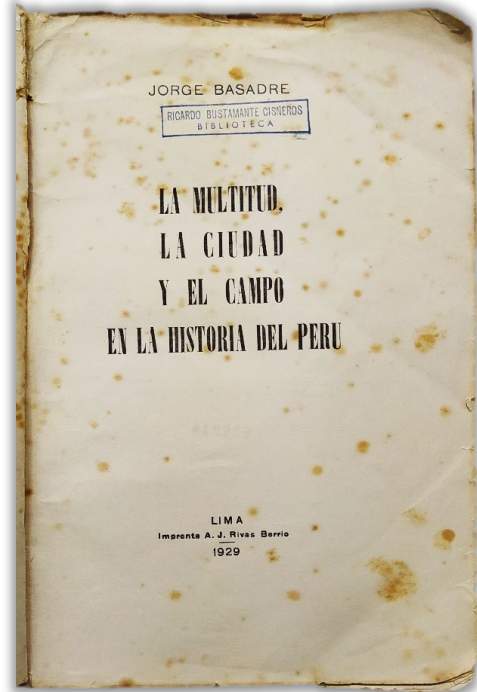 JORGE BASADRE
RICARDO BUSTAMANTE CISNEROS
BIBLIOTECA
LA MULTITUD,
LA CIUDAD
Y EL CAMPO
EN LA HISTORIA DEL PERU
LIMA
Imprenta A. J. Rivas Berrio
1929